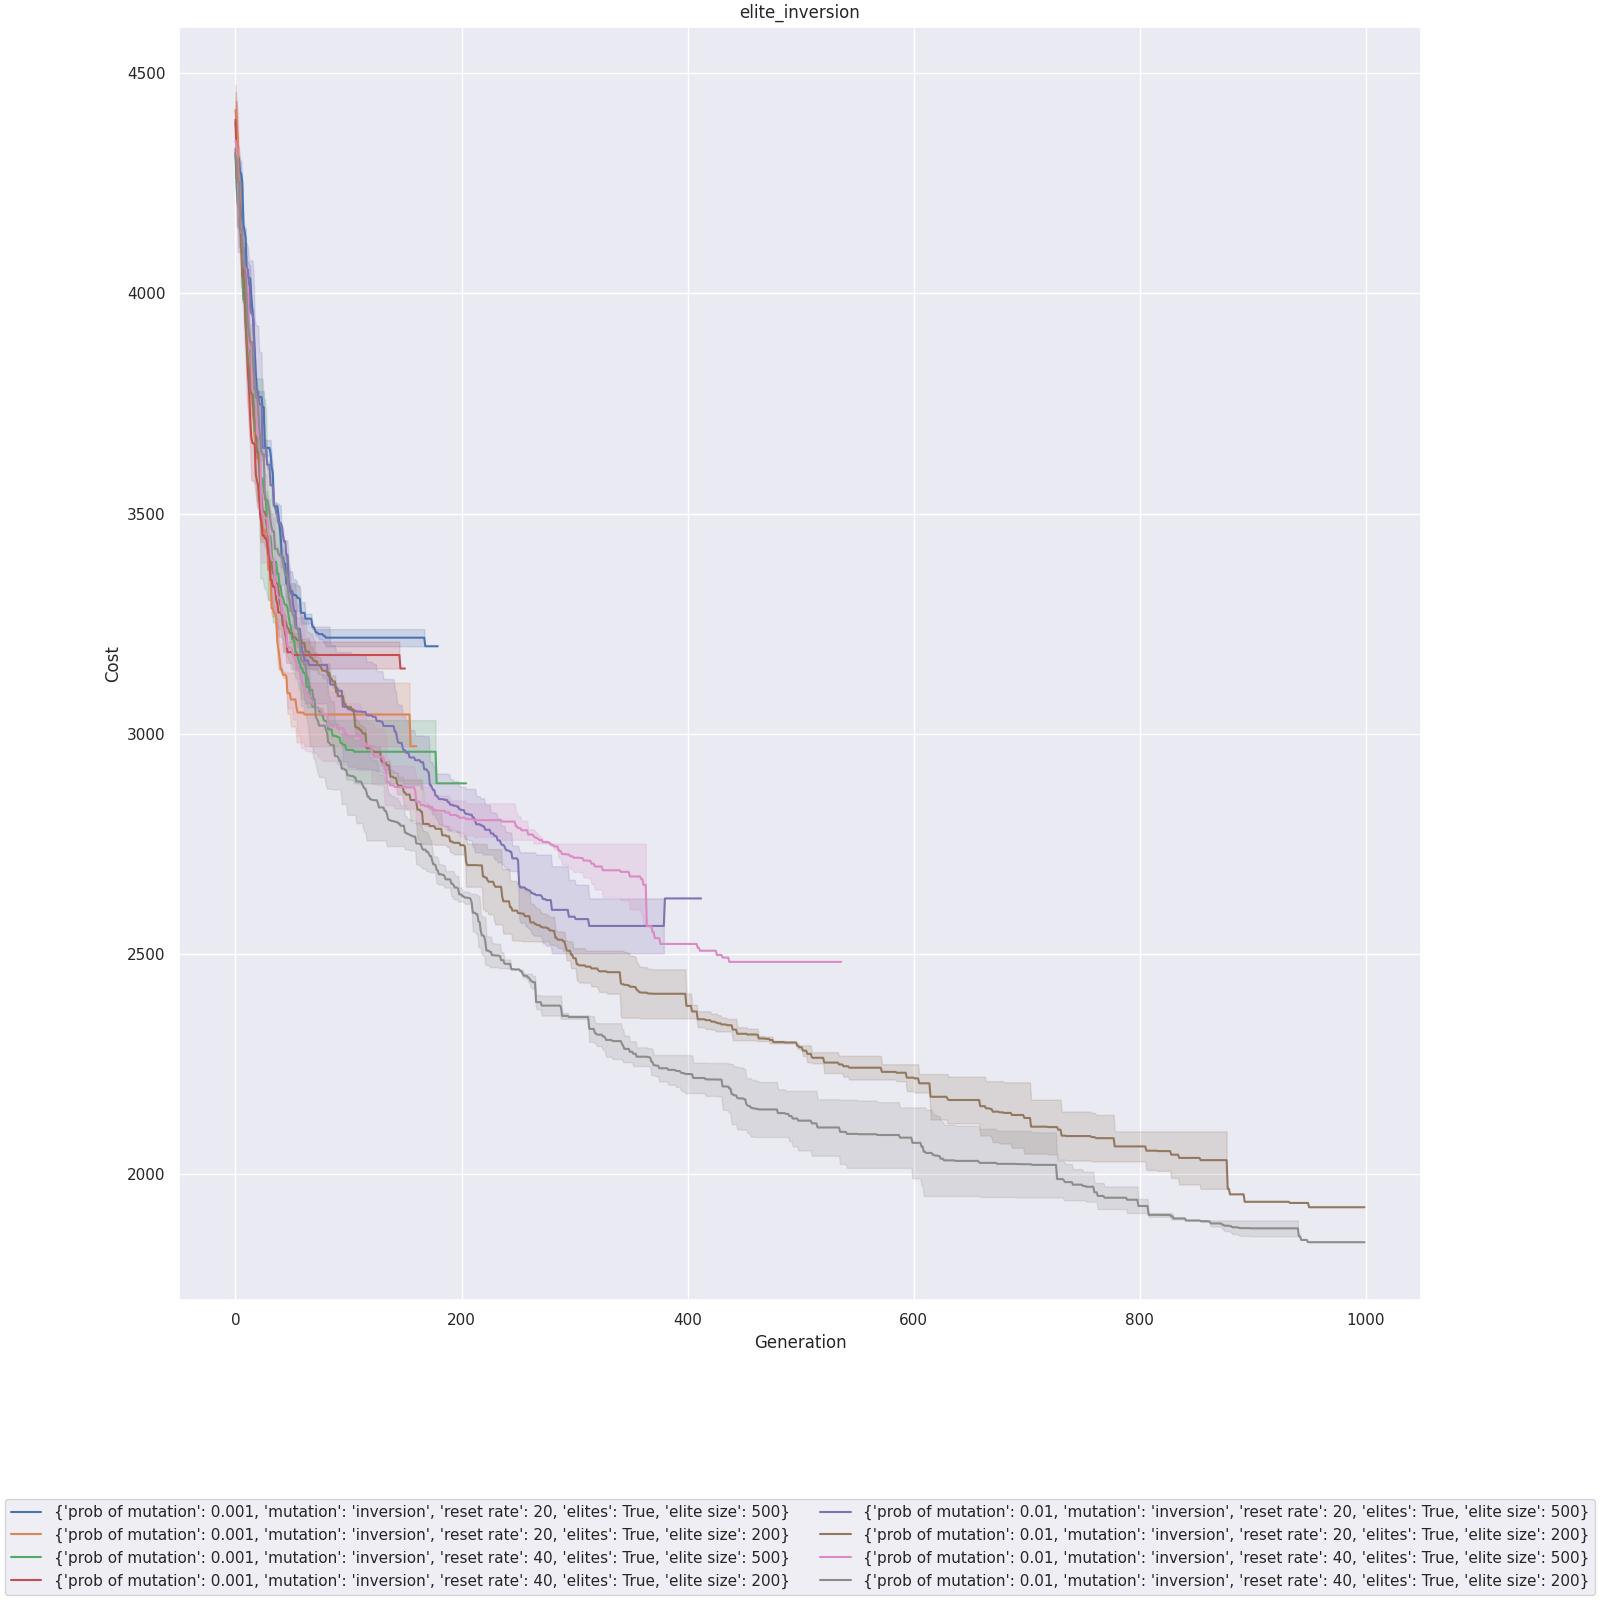 elite_inversion
4500
4000
3500
3000
2500
2000
Cost
0 200 400 600 800 1000
Generation
{'prob of mutation': 0.001, 'mutation': 'inversion', 'reset rate': 20, 'elites': True, 'elite size': 500}
{'prob of mutation': 0.001, 'mutation': 'inversion', 'reset rate': 20, 'elites': True, 'elite size': 200}
{'prob of mutation': 0.001, 'mutation': 'inversion', 'reset rate': 40, 'elites': True, 'elite size': 500}
{'prob of mutation': 0.001, 'mutation': 'inversion', 'reset rate': 40, 'elites': True, 'elite size': 200}
{'prob of mutation': 0.01, 'mutation': 'inversion', 'reset rate': 20, 'elites': True, 'elite size': 500}
{'prob of mutation': 0.01, 'mutation': 'inversion', 'reset rate': 20, 'elites': True, 'elite size': 200}
{'prob of mutation': 0.01, 'mutation': 'inversion', 'reset rate': 40, 'elites': True, 'elite size': 500}
{'prob of mutation': 0.01, 'mutation': 'inversion', 'reset rate': 40, 'elites': True, 'elite size': 200}